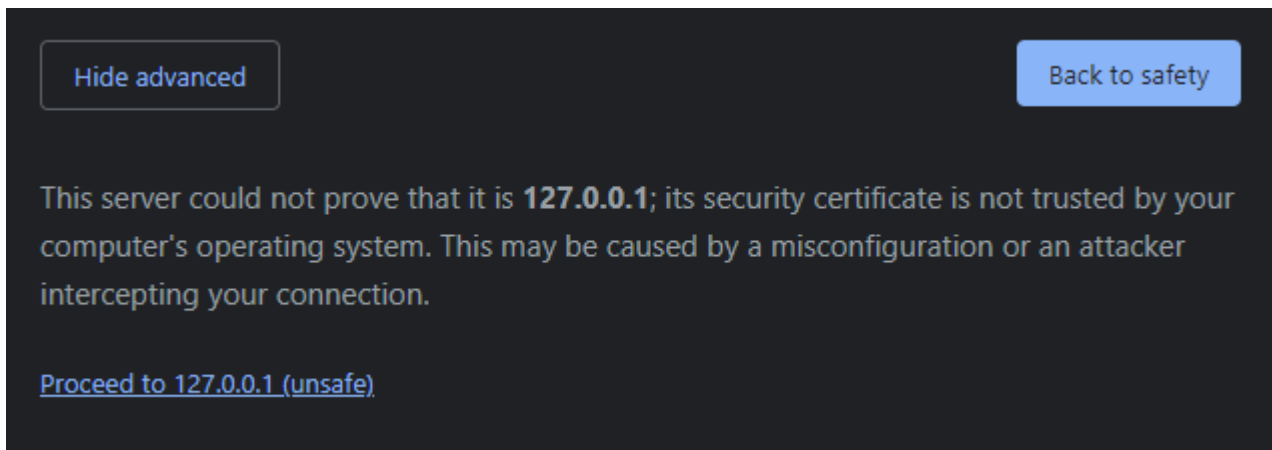 Hide advanced
Back to safety
This server could not prove that it is 127.0.0.1; its security certificate is not trusted by your
computer's operating system. This may be caused by a misconfiguration or an attacker
intercepting your connection.
Proceed to 127.0.0.1 (unsafe)